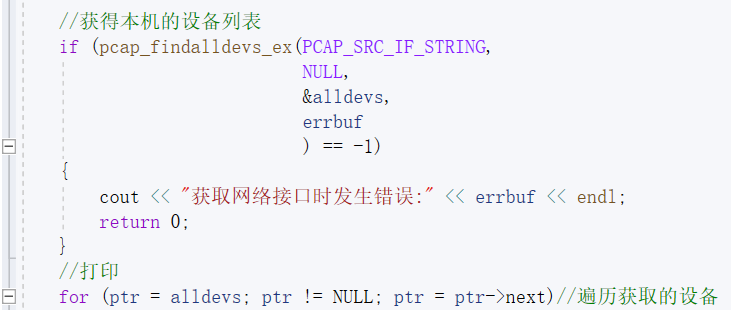 //获得本机的设备列表
if (pcap_findalldevs_ex(PCAP_SRC_IF_STRING,
NULL,
&alldevs,
errbuf
) == -1)
{
cout << "获取网络接口时发生错误:" << errbuf << endl;
return 0;
}
//打印
for (ptr = alldevs; ptr != NULL; ptr = ptr->next)//遍历获取的设备